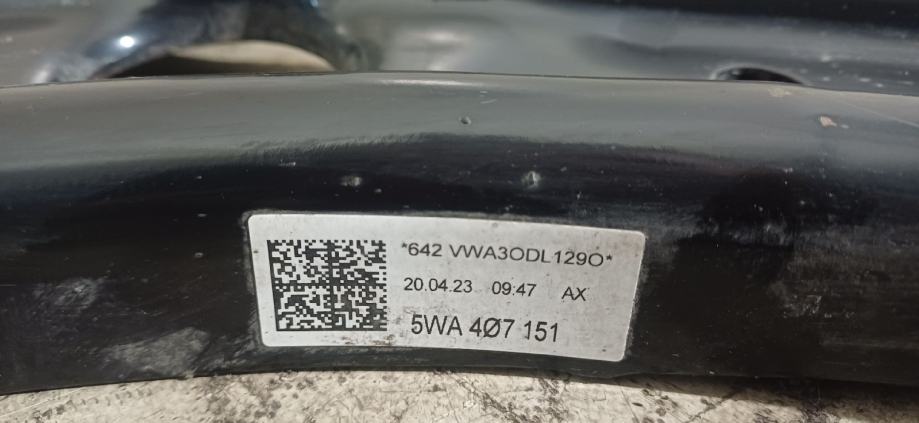 *642 VWA3ODL129O*
20.04.23 09:47 AX
5WA 4Ø7 151